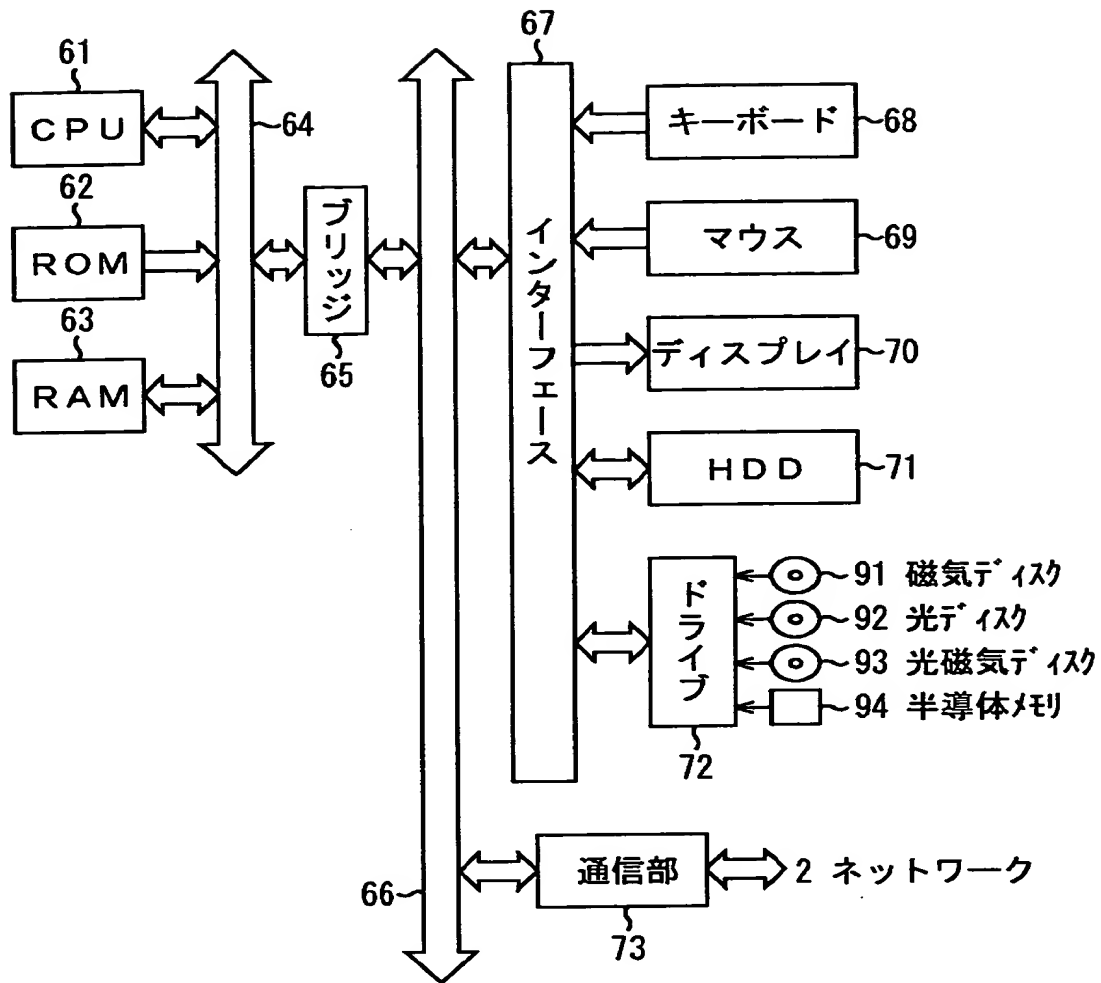 61
CPU
62
ROM
63
RAM
64
ブリッジ
65
66
67
インターフェース
キーボード
68
マウス
69
ディスプレイ
70
HDD
71
ドライブ
72
91 磁気ディスク
92 光ディスク
93 光磁気ディスク
94 半導体メモリ
通信部
73
2 ネットワーク